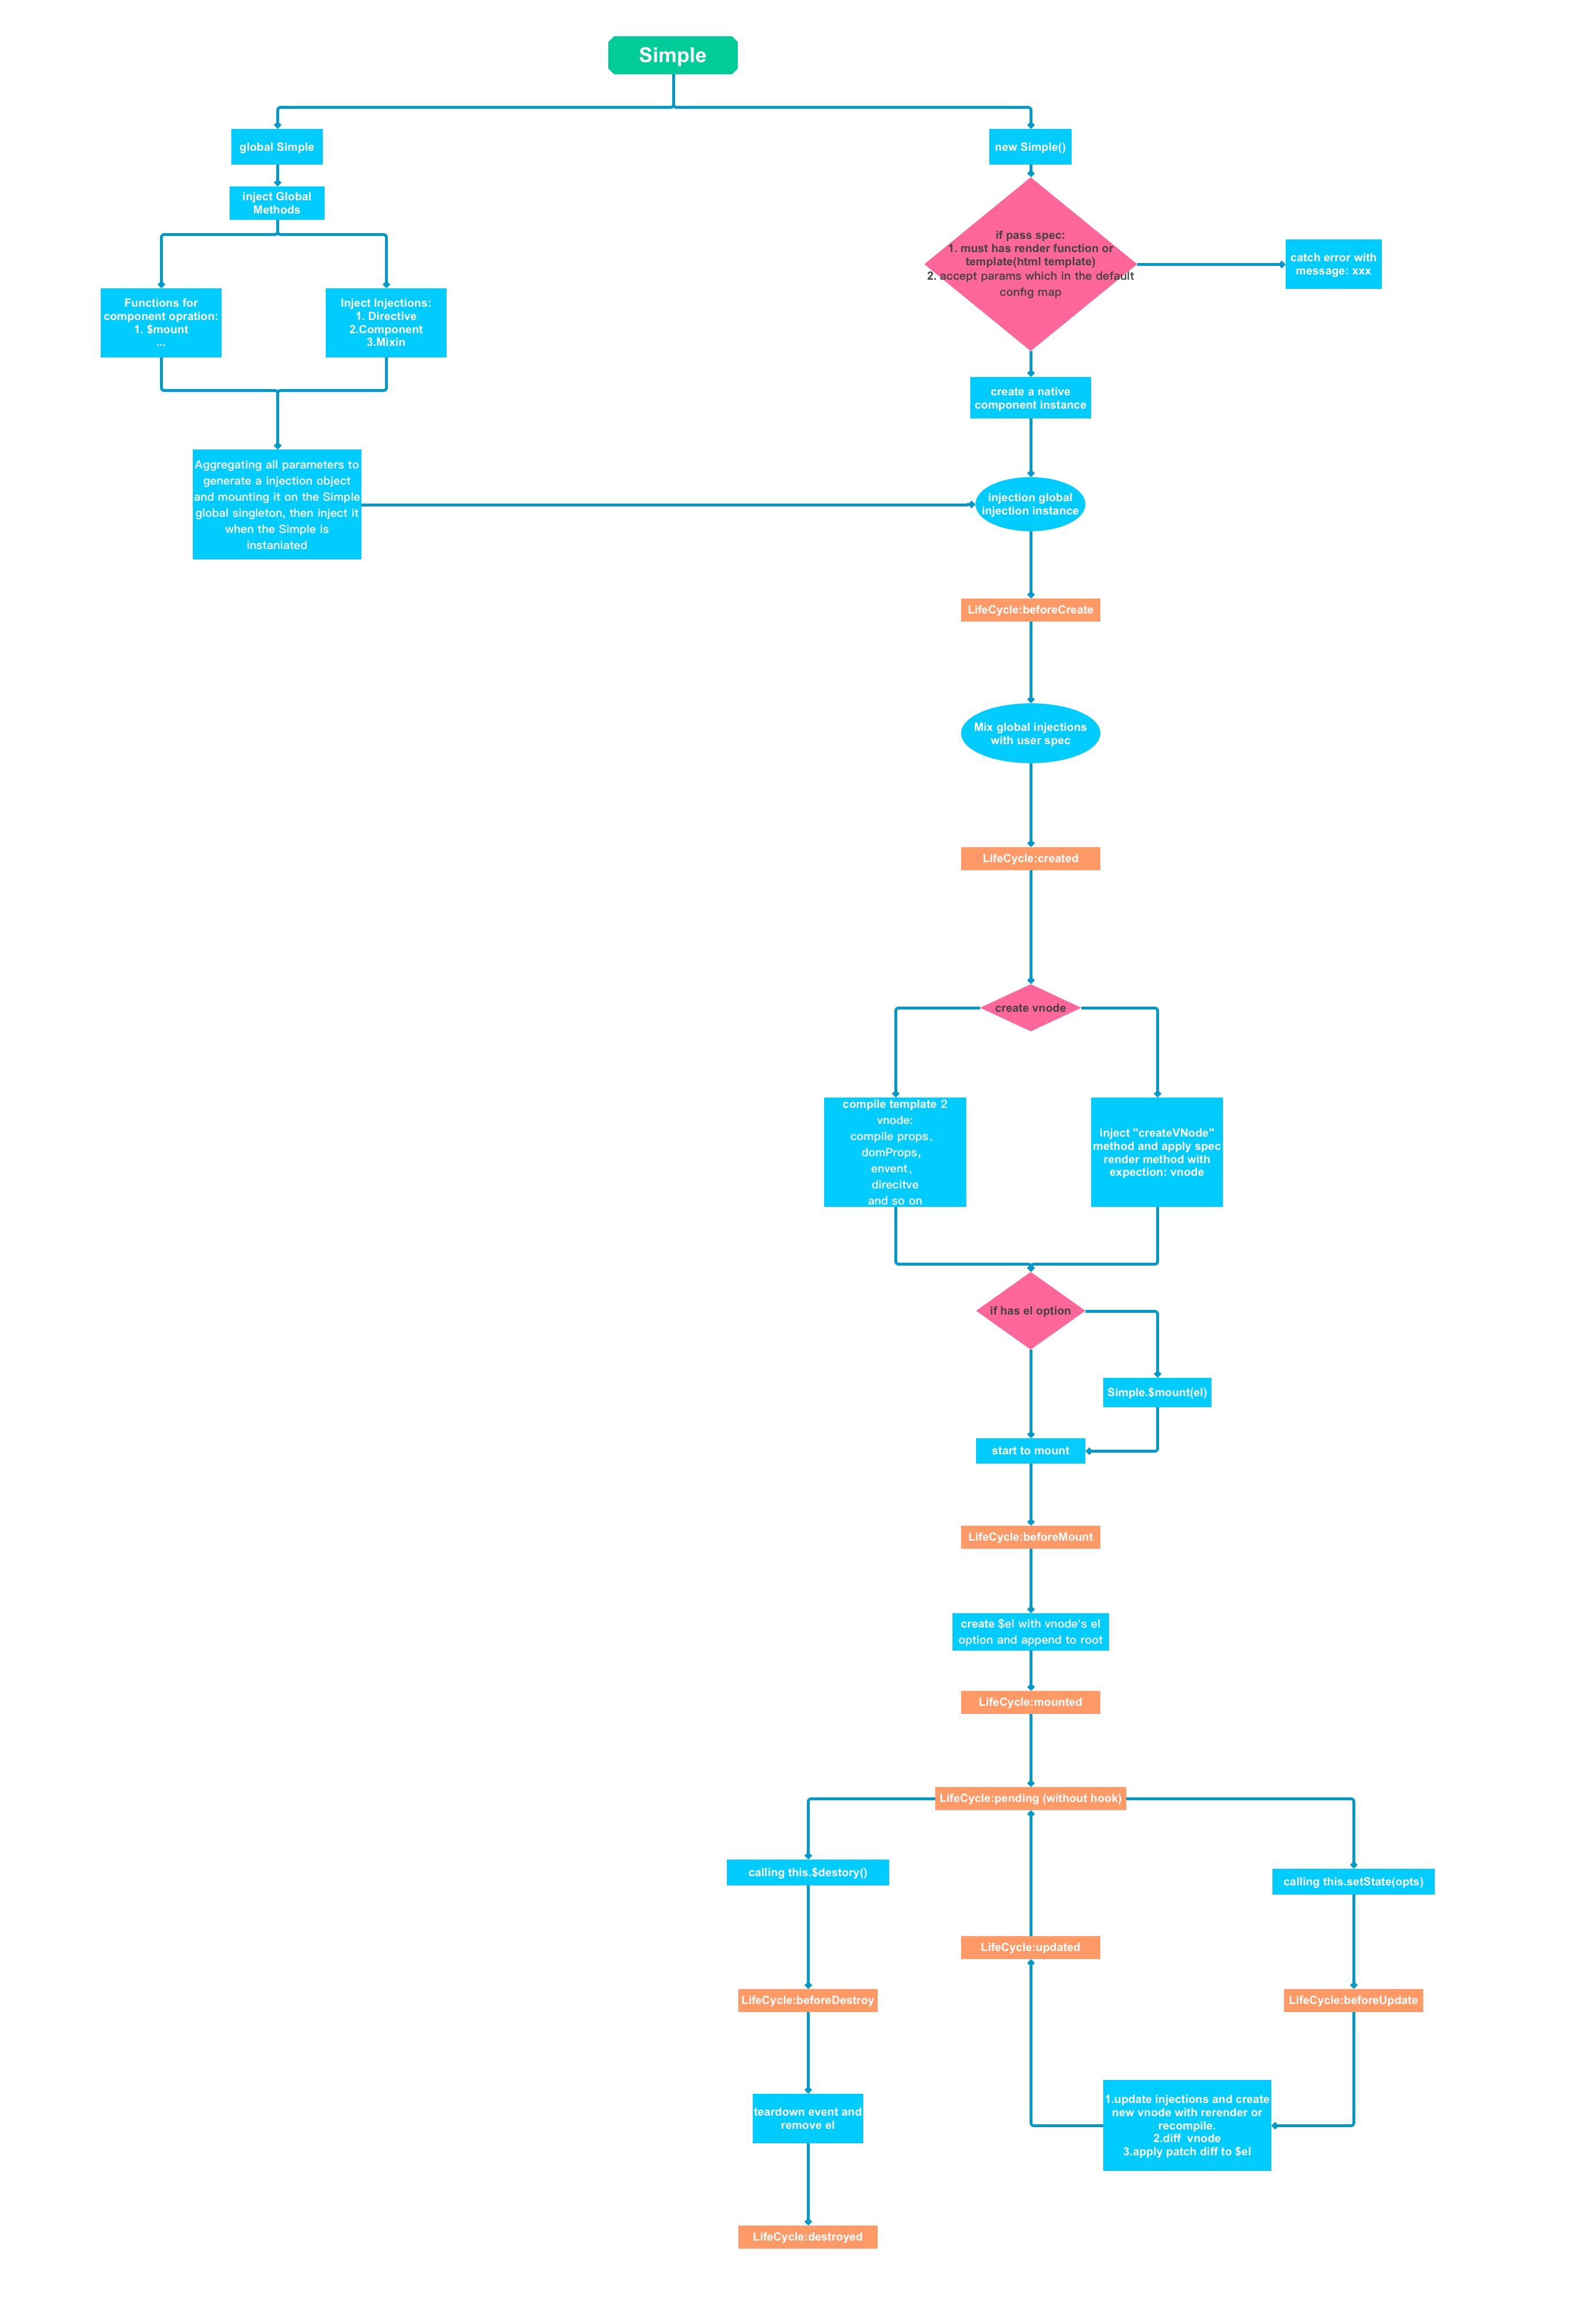 Simple
global Simple
new Simple()
inject Global
Methods
if pass spec:
1. must has render function or
template(html template)
2. accept params which in the default
config map
catch error with
message: xxx
Functions for
component opration:
1. $mount
...
Inject Injections:
1. Directive
2.Component
3.Mixin
create a native
component instance
Aggregating all parameters to
generate a injection object
and mounting it on the Simple
global singleton, then inject it
when the Simple is
instaniated
injection global
injection instance
LifeCycle:beforeCreate
Mix global injections
with user spec
LifeCycle:created
create vnode
compile template 2
vnode:
compile props、
domProps,
envent、
direcitve
and so on
inject "createVNode"
method and apply spec
render method with
expection: vnode
if has el option
Simple.$mount(el)
start to mount
LifeCycle:beforeMount
create $el with vnode's el
option and append to root
LifeCycle:mounted
LifeCycle:pending (without hook)
calling this.$destory()
calling this.setState(opts)
LifeCycle:updated
LifeCycle:beforeDestroy
LifeCycle:beforeUpdate
teardown event and
remove el
1.update injections and create
new vnode with rerender or
recompile.
2.diff  vnode
3.apply patch diff to $el
LifeCycle:destroyed